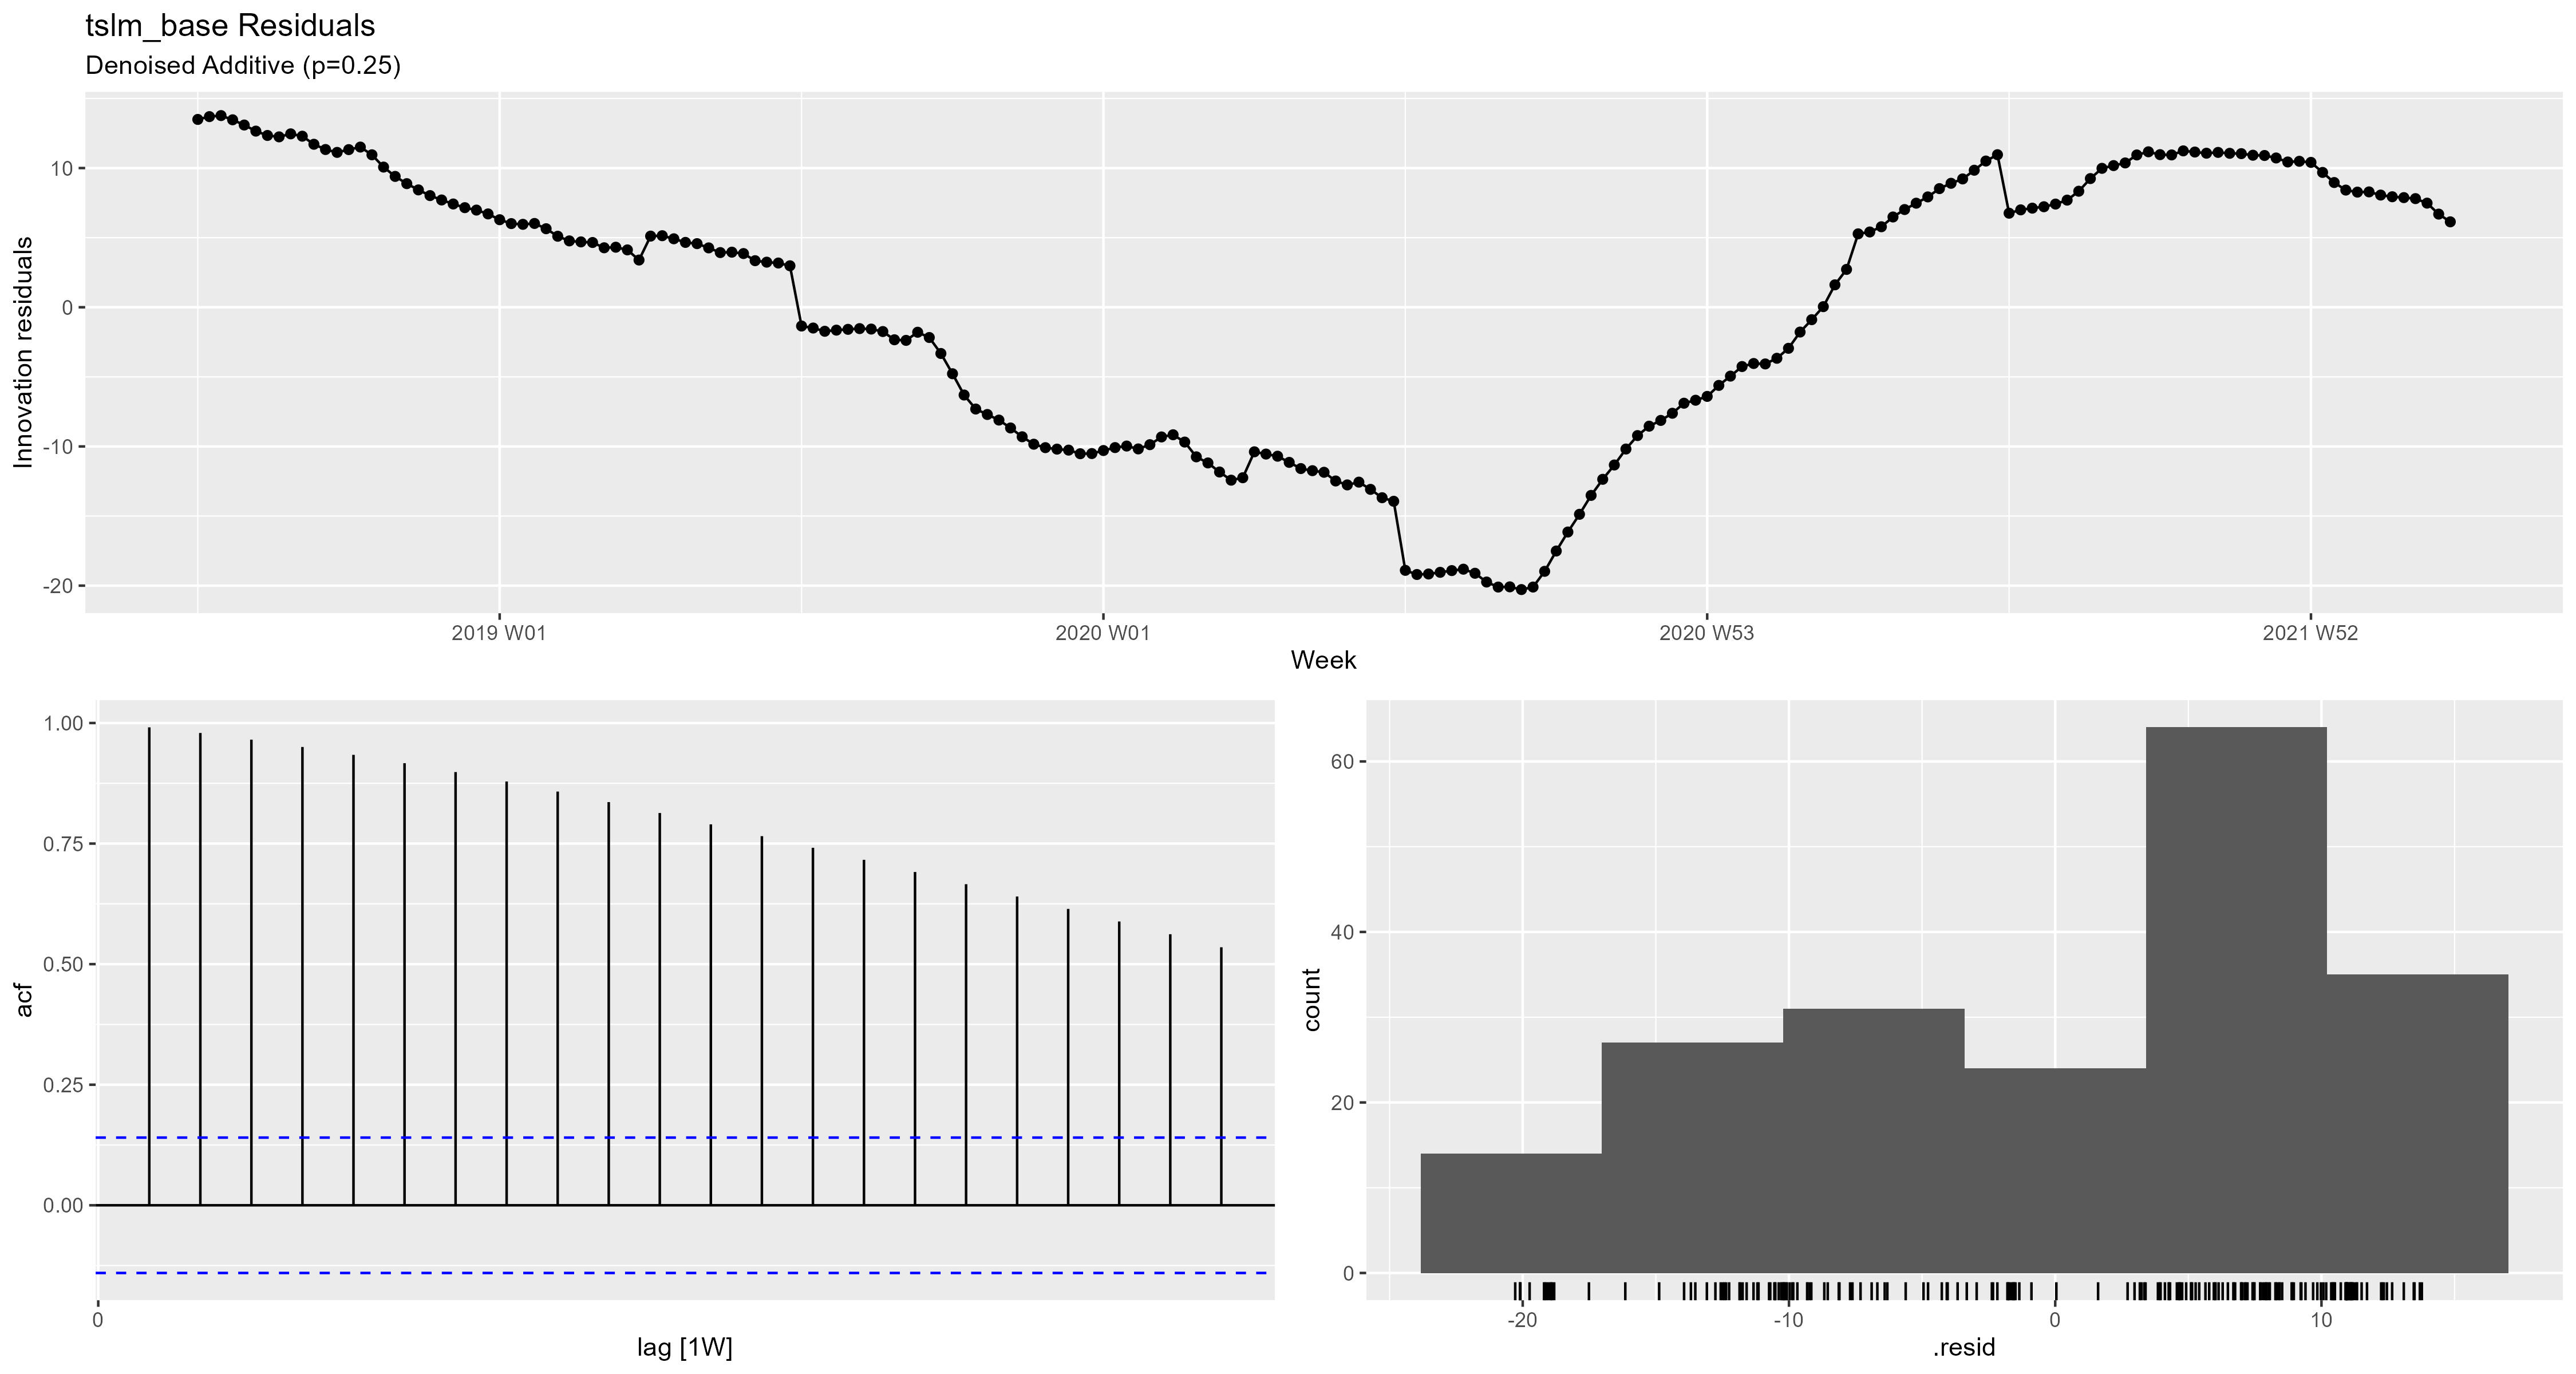 tslm_base Residuals
Denoised Additive (p=0.25)
Innovation residuals
10
0
-10
-20
2019 W01
2020 W01
2020 W53
2021 W52
Week
acf
1.00
0.75
0.50
0.25
0.00
0
lag [1W]
count
60
40
20
0
-20
-10
0
10
.resid